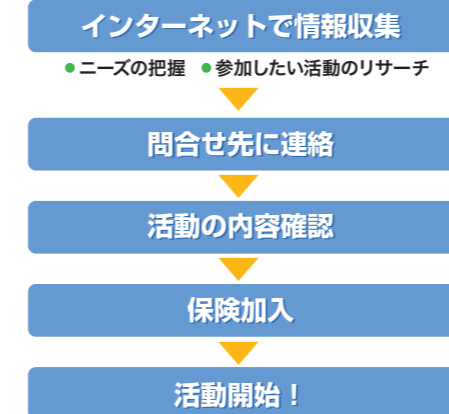 インターネットで情報収集
●ニーズの把握 ●参加したい活動のリサーチ
問合せ先に連絡
活動の内容確認
保険加入
活動開始！